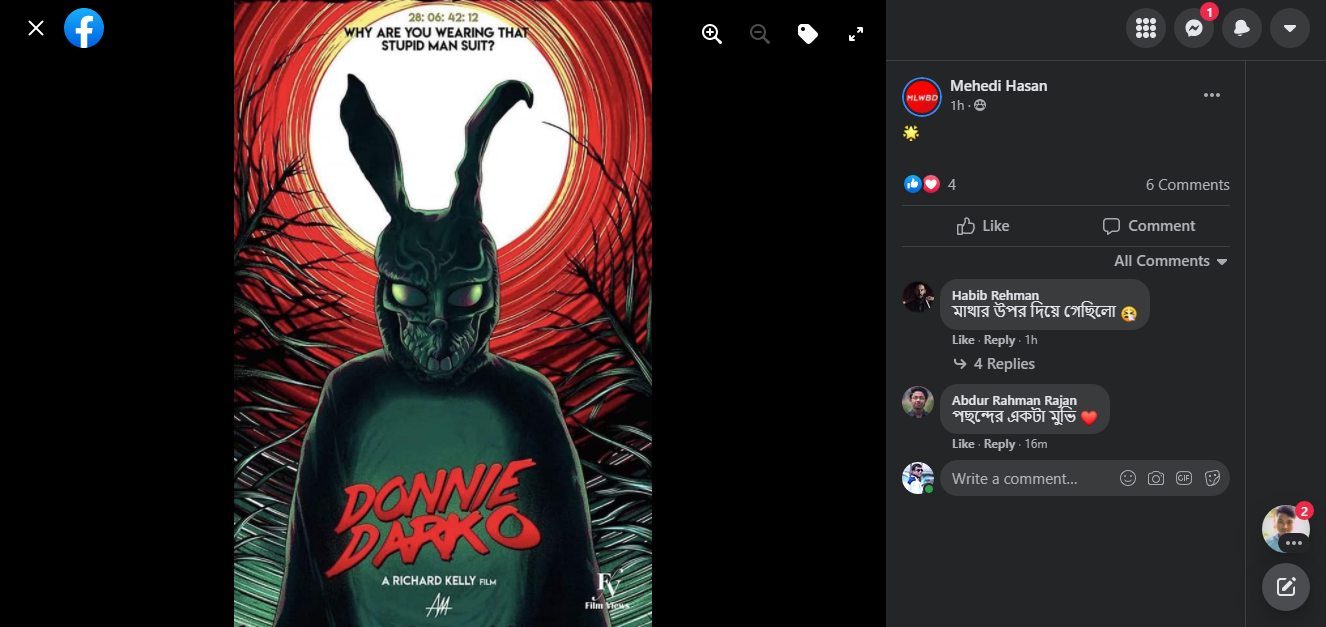 28: 06: 42: 12
WHY ARE YOU WEARING THAT
STUPID MAN SUIT?
DONNIE
DARKO
A RICHARD KELLY FILM
FV
Film Views
1
MLWBD
Mehedi Hasan
1h ·
4
6 Comments
Like
Comment
All Comments
Habib Rehman
মাথার উপর দিয়ে গেছিলো
Like · Reply · 1h
4 Replies
Abdur Rahman Rajan
পছন্দের একটা মুভি ❤️
Like · Reply · 16m
Write a comment...
GIF
2